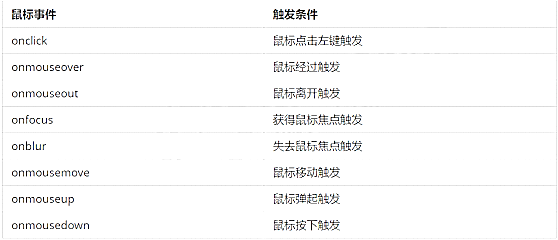 鼠标事件 触发条件
onclick 鼠标点击左键触发
onmouseover 鼠标经过触发
onmouseout 鼠标离开触发
onfocus 获得鼠标焦点触发
onblur 失去鼠标焦点触发
onmousemove 鼠标移动触发
onmouseup 鼠标弹起触发
onmousedown 鼠标按下触发